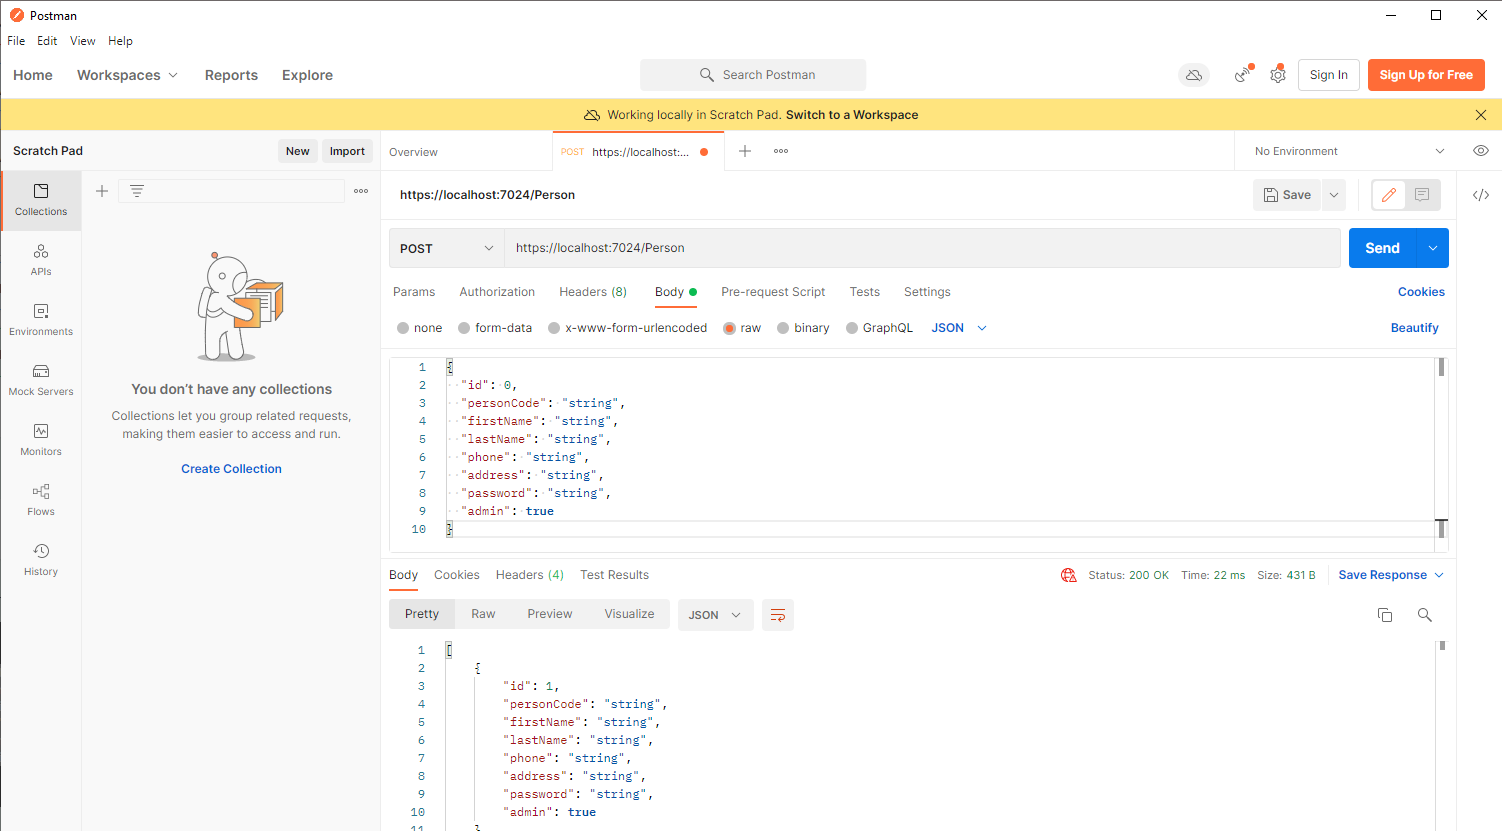 Postman
File Edit View Help
Home Workspaces Reports Explore Search Postman Sign In Sign Up for Free
Working locally in Scratch Pad. Switch to a Workspace
Scratch Pad New Import Overview POST https://localhost:... No Environment
Collections
APIs
Environments
Mock Servers
Monitors
Flows
History
You don't have any collections
Collections let you group related requests,
making them easier to access and run.
Create Collection
https://localhost:7024/Person Save
POST https://localhost:7024/Person Send
Params Authorization Headers (8) Body Pre-request Script Tests Settings Cookies
none form-data x-www-form-urlencoded raw binary GraphQL JSON Beautify
1 {
2 "id": 0,
3 "personCode": "string",
4 "firstName": "string",
5 "lastName": "string",
6 "phone": "string",
7 "address": "string",
8 "password": "string",
9 "admin": true
10 }
Body Cookies Headers (4) Test Results Status: 200 OK Time: 22 ms Size: 431 B Save Response
Pretty Raw Preview Visualize JSON
1 [
2 {
3 "id": 1,
4 "personCode": "string",
5 "firstName": "string",
6 "lastName": "string",
7 "phone": "string",
8 "address": "string",
9 "password": "string",
10 "admin": true
11 }